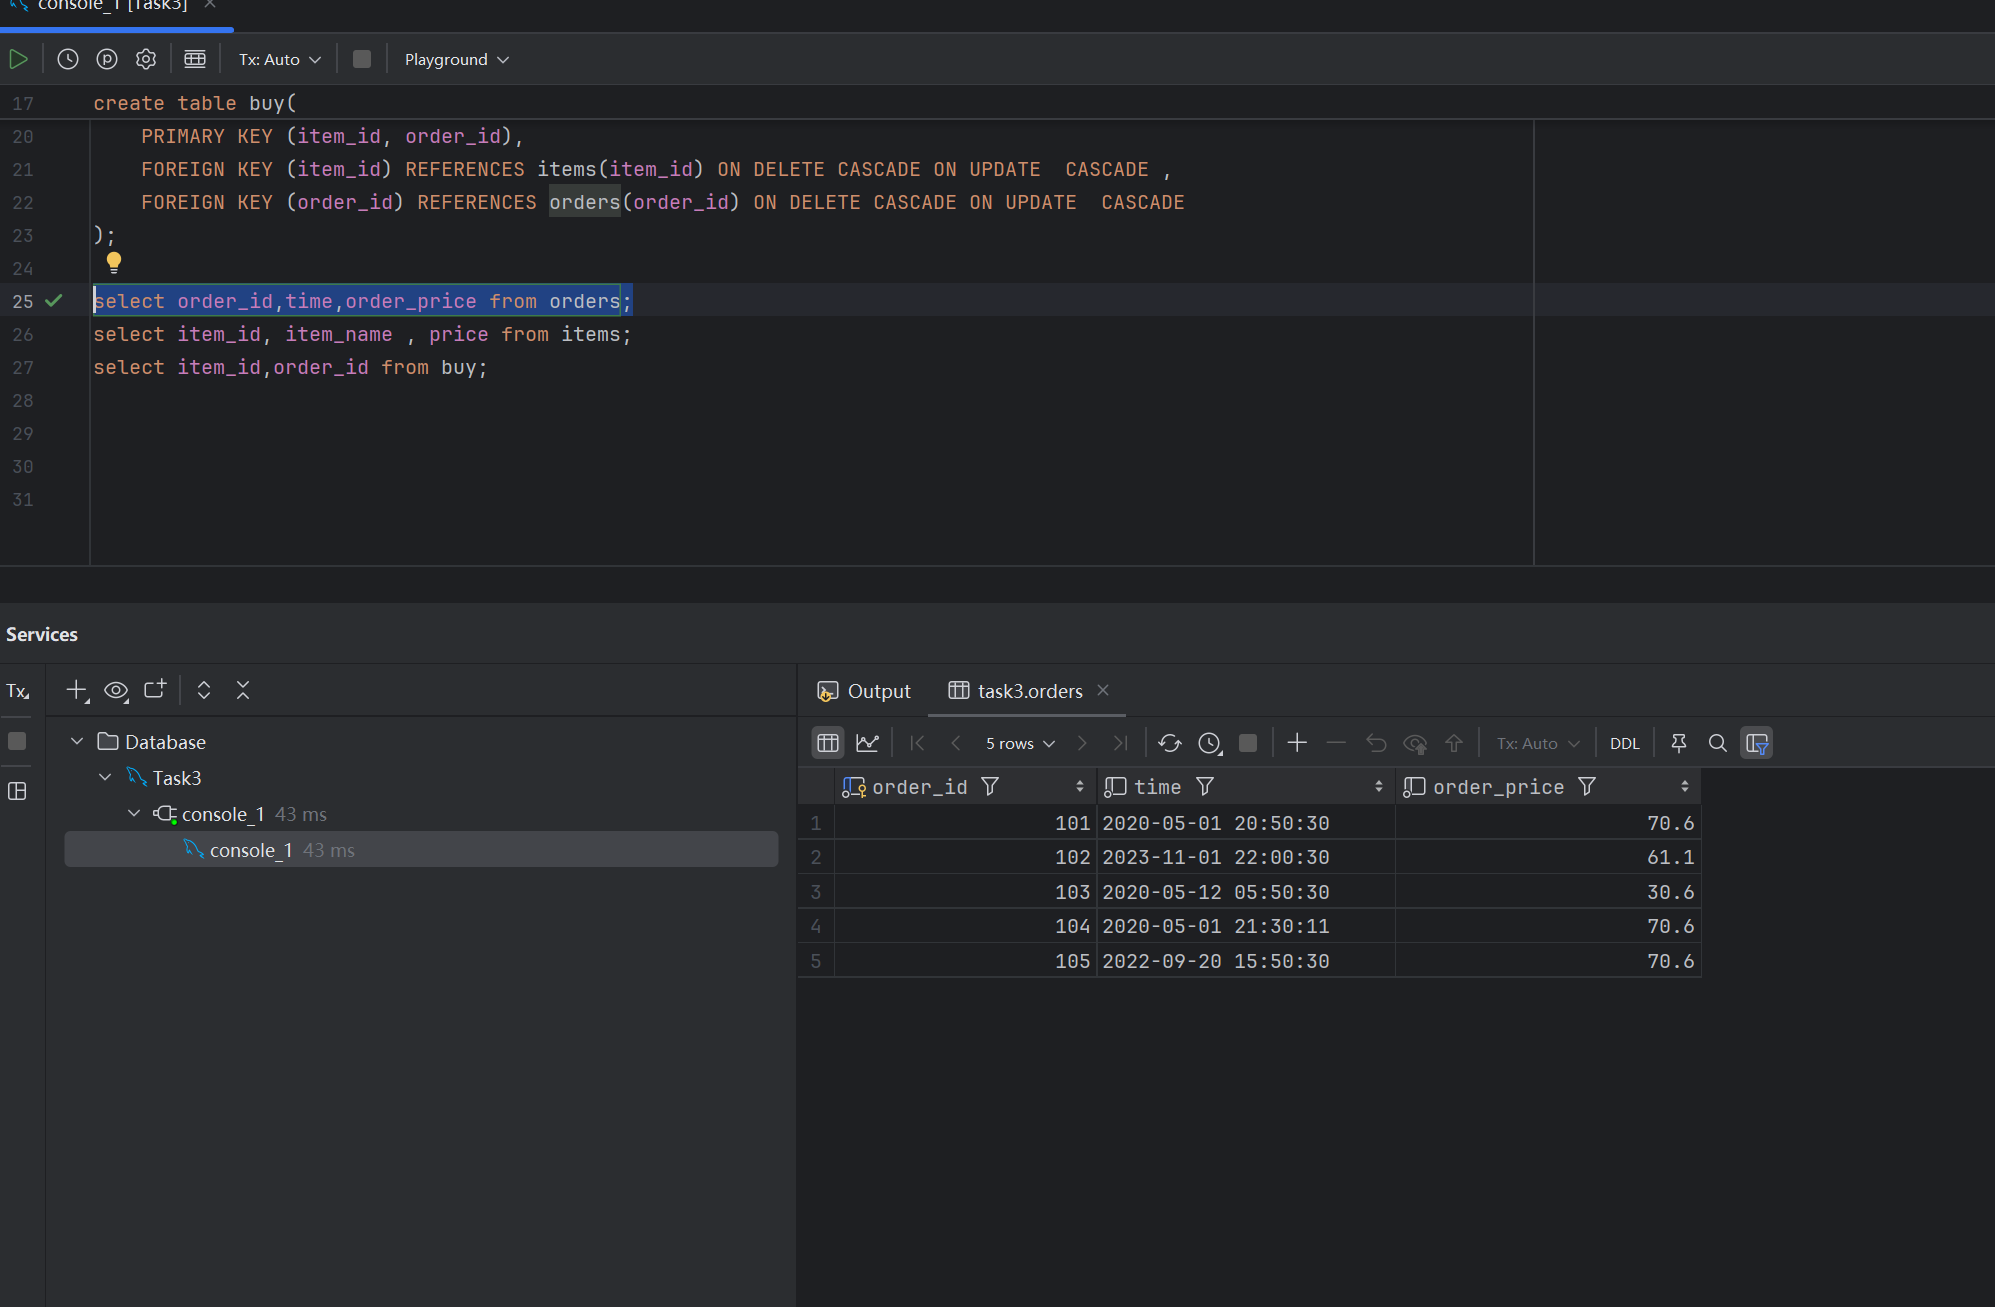 console_1 [Task3]
Tx: Auto
Playground
17 create table buy(
20 PRIMARY KEY (item_id, order_id),
21 FOREIGN KEY (item_id) REFERENCES items(item_id) ON DELETE CASCADE ON UPDATE  CASCADE ,
22 FOREIGN KEY (order_id) REFERENCES orders(order_id) ON DELETE CASCADE ON UPDATE  CASCADE
23 );
24
25 select order_id,time,order_price from orders;
26 select item_id, item_name , price from items;
27 select item_id,order_id from buy;
28
29
30
31
Services
Tx
Database
Task3
console_1 43 ms
console_1 43 ms
Output task3.orders
5 rows Tx: Auto DDL
order_id time order_price
1 101 2020-05-01 20:50:30 70.6
2 102 2023-11-01 22:00:30 61.1
3 103 2020-05-12 05:50:30 30.6
4 104 2020-05-01 21:30:11 70.6
5 105 2022-09-20 15:50:30 70.6